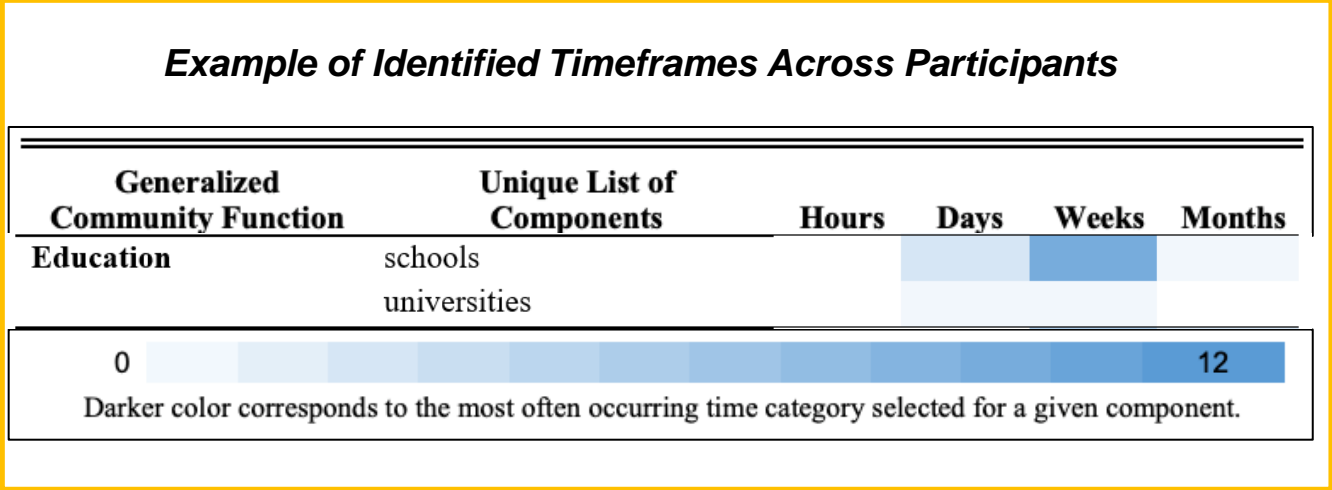 Example of Identified Timeframes Across Participants
Generalized Community Function Unique List of Components Hours Days Weeks Months
Education schools
universities
0 12
Darker color corresponds to the most often occurring time category selected for a given component.